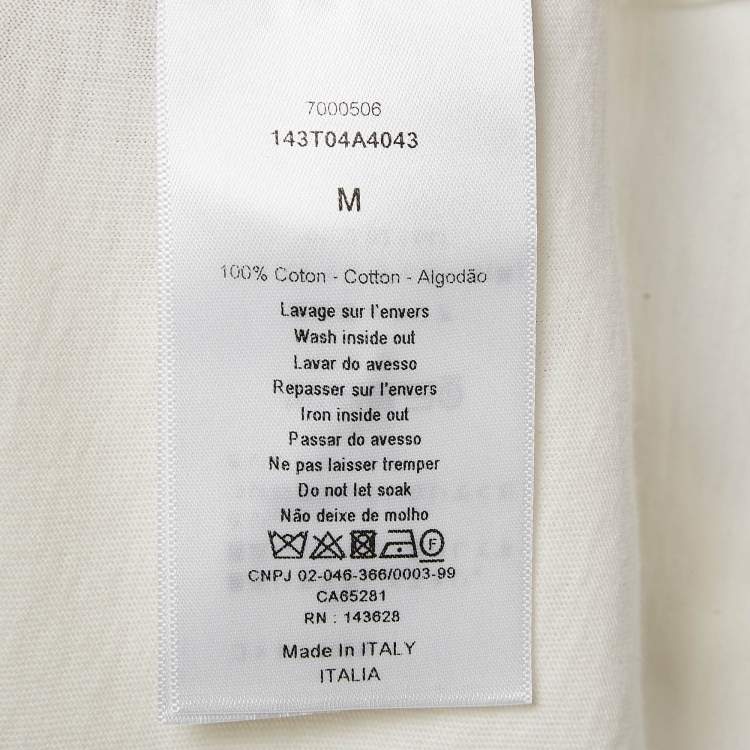 7000506
143T04A4043
M
100% Coton - Cotton - Algodão
Lavage sur l'envers
Wash inside out
Lavar do avesso
Repasser sur l'envers
Iron inside out
Passar do avesso
Ne pas laisser tremper
Do not let soak
Não deixe de molho
F
CNPJ 02-046-366/0003-99
CA65281
RN : 143628
Made In ITALY
ITALIA